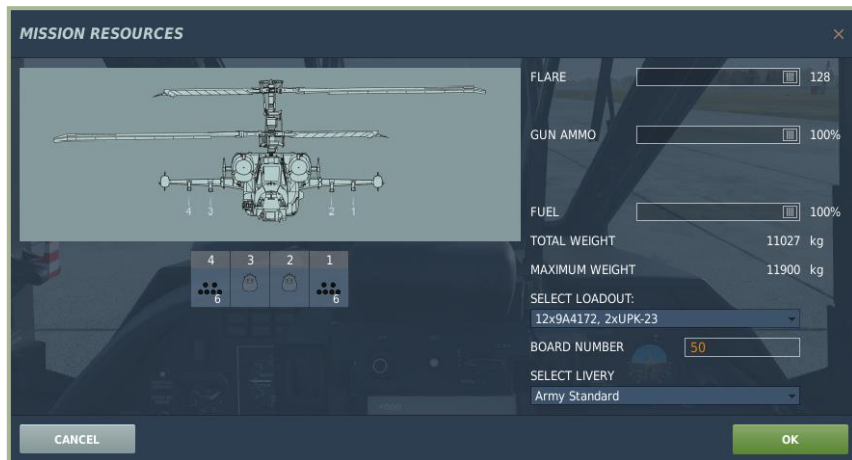 MISSION RESOURCES
×
4 3 2 1
4 3 2 1
6 6
FLARE 128
GUN AMMO 100%
FUEL 100%
TOTAL WEIGHT 11027 kg
MAXIMUM WEIGHT 11900 kg
SELECT LOADOUT:
12x9A4172, 2xUPK-23
BOARD NUMBER 50
SELECT LIVERY
Army Standard
CANCEL OK